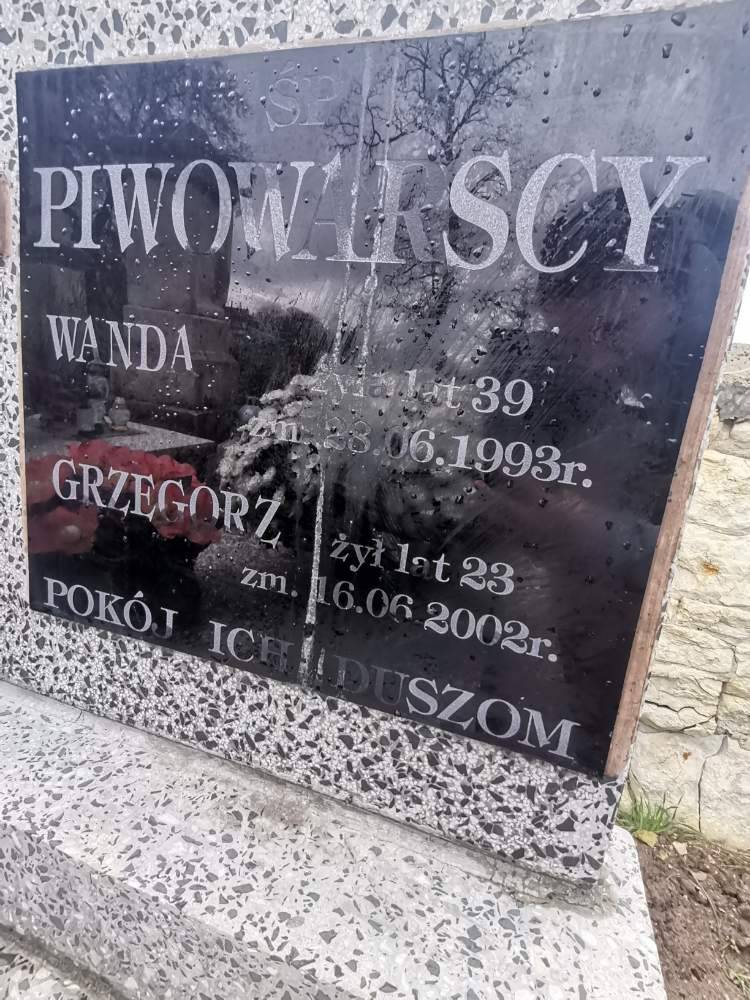 ŚP
PIWOWARSCY
WANDA
żyła lat 39
zm. 28.06.1993r.
GRZEGORZ
żył lat 23
zm. 16.06.2002r.
POKÓJ ICH DUSZOM